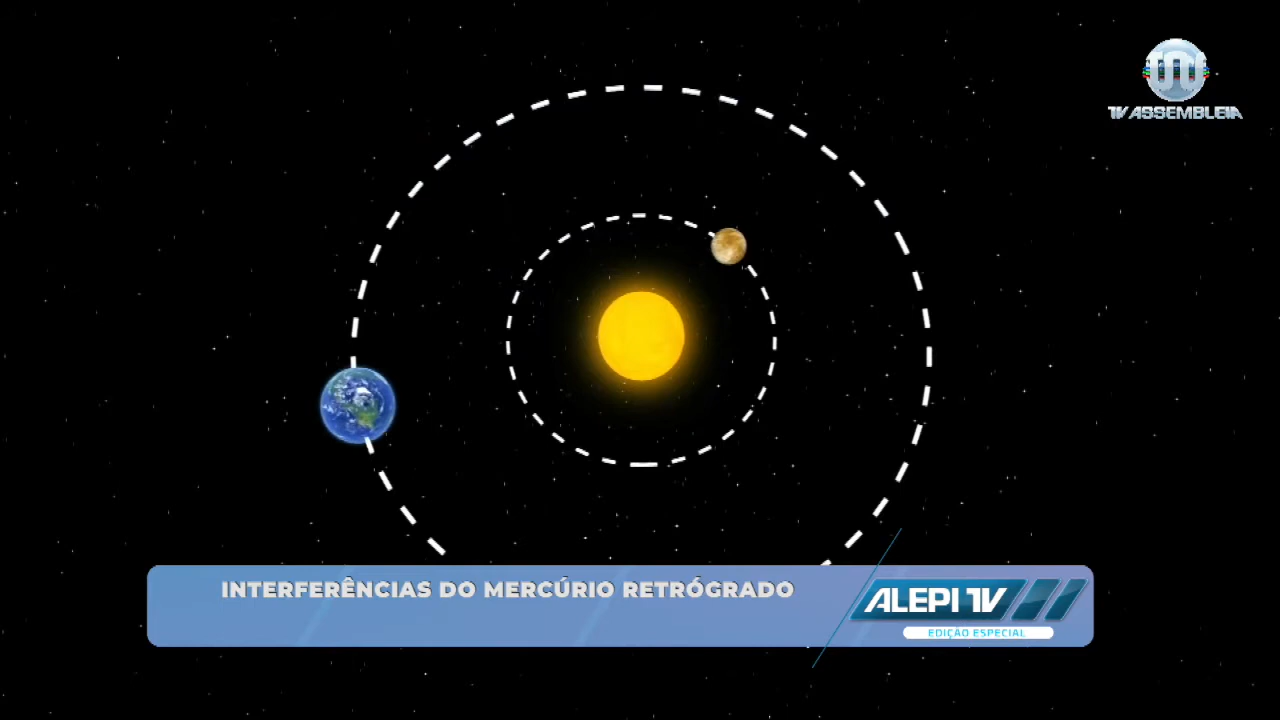 TV ASSEMBLEIA
INTERFERÊNCIAS DO MERCÚRIO RETRÓGRADO
ALEPI TV
EDIÇÃO ESPECIAL